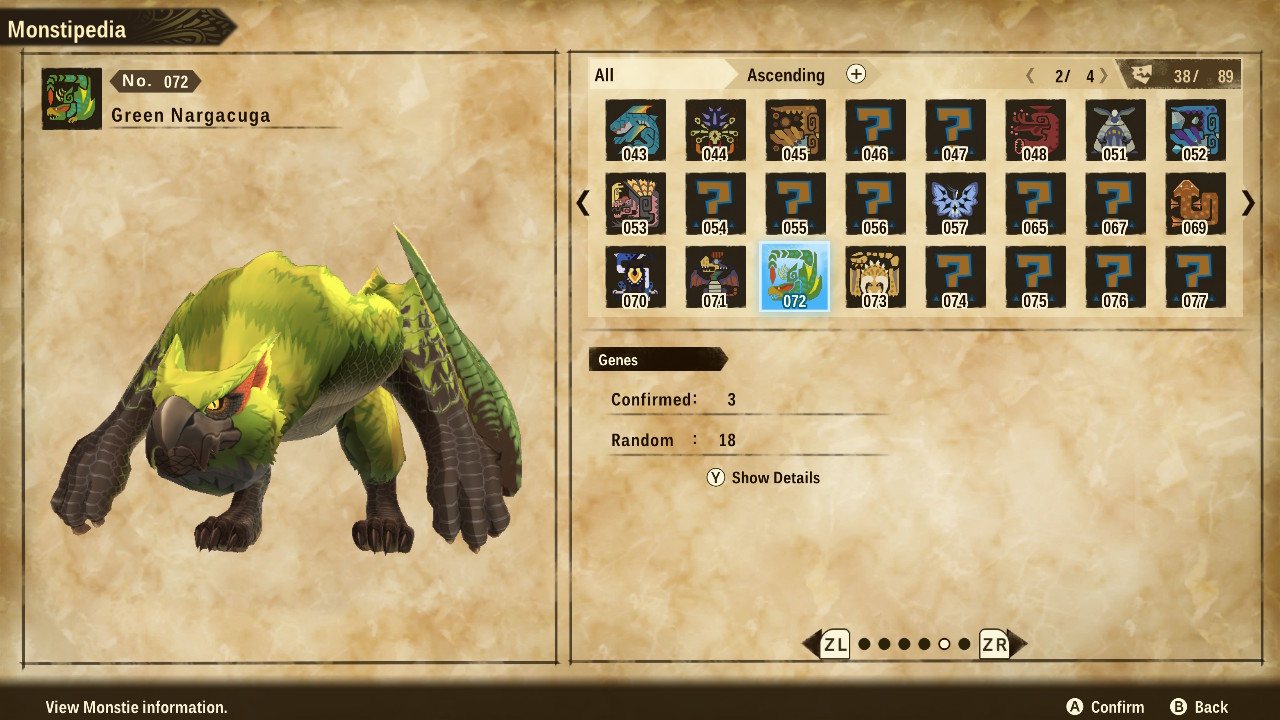 Monstipedia
No. 072
Green Nargacuga
All
Ascending
2/ 4
38/ 89
043
044
045
046
047
048
051
052
053
054
055
056
057
065
067
069
070
071
072
073
074
075
076
077
Genes
Confirmed: 3
Random : 18
Y Show Details
ZL
ZR
View Monstie information.
A Confirm
B Back